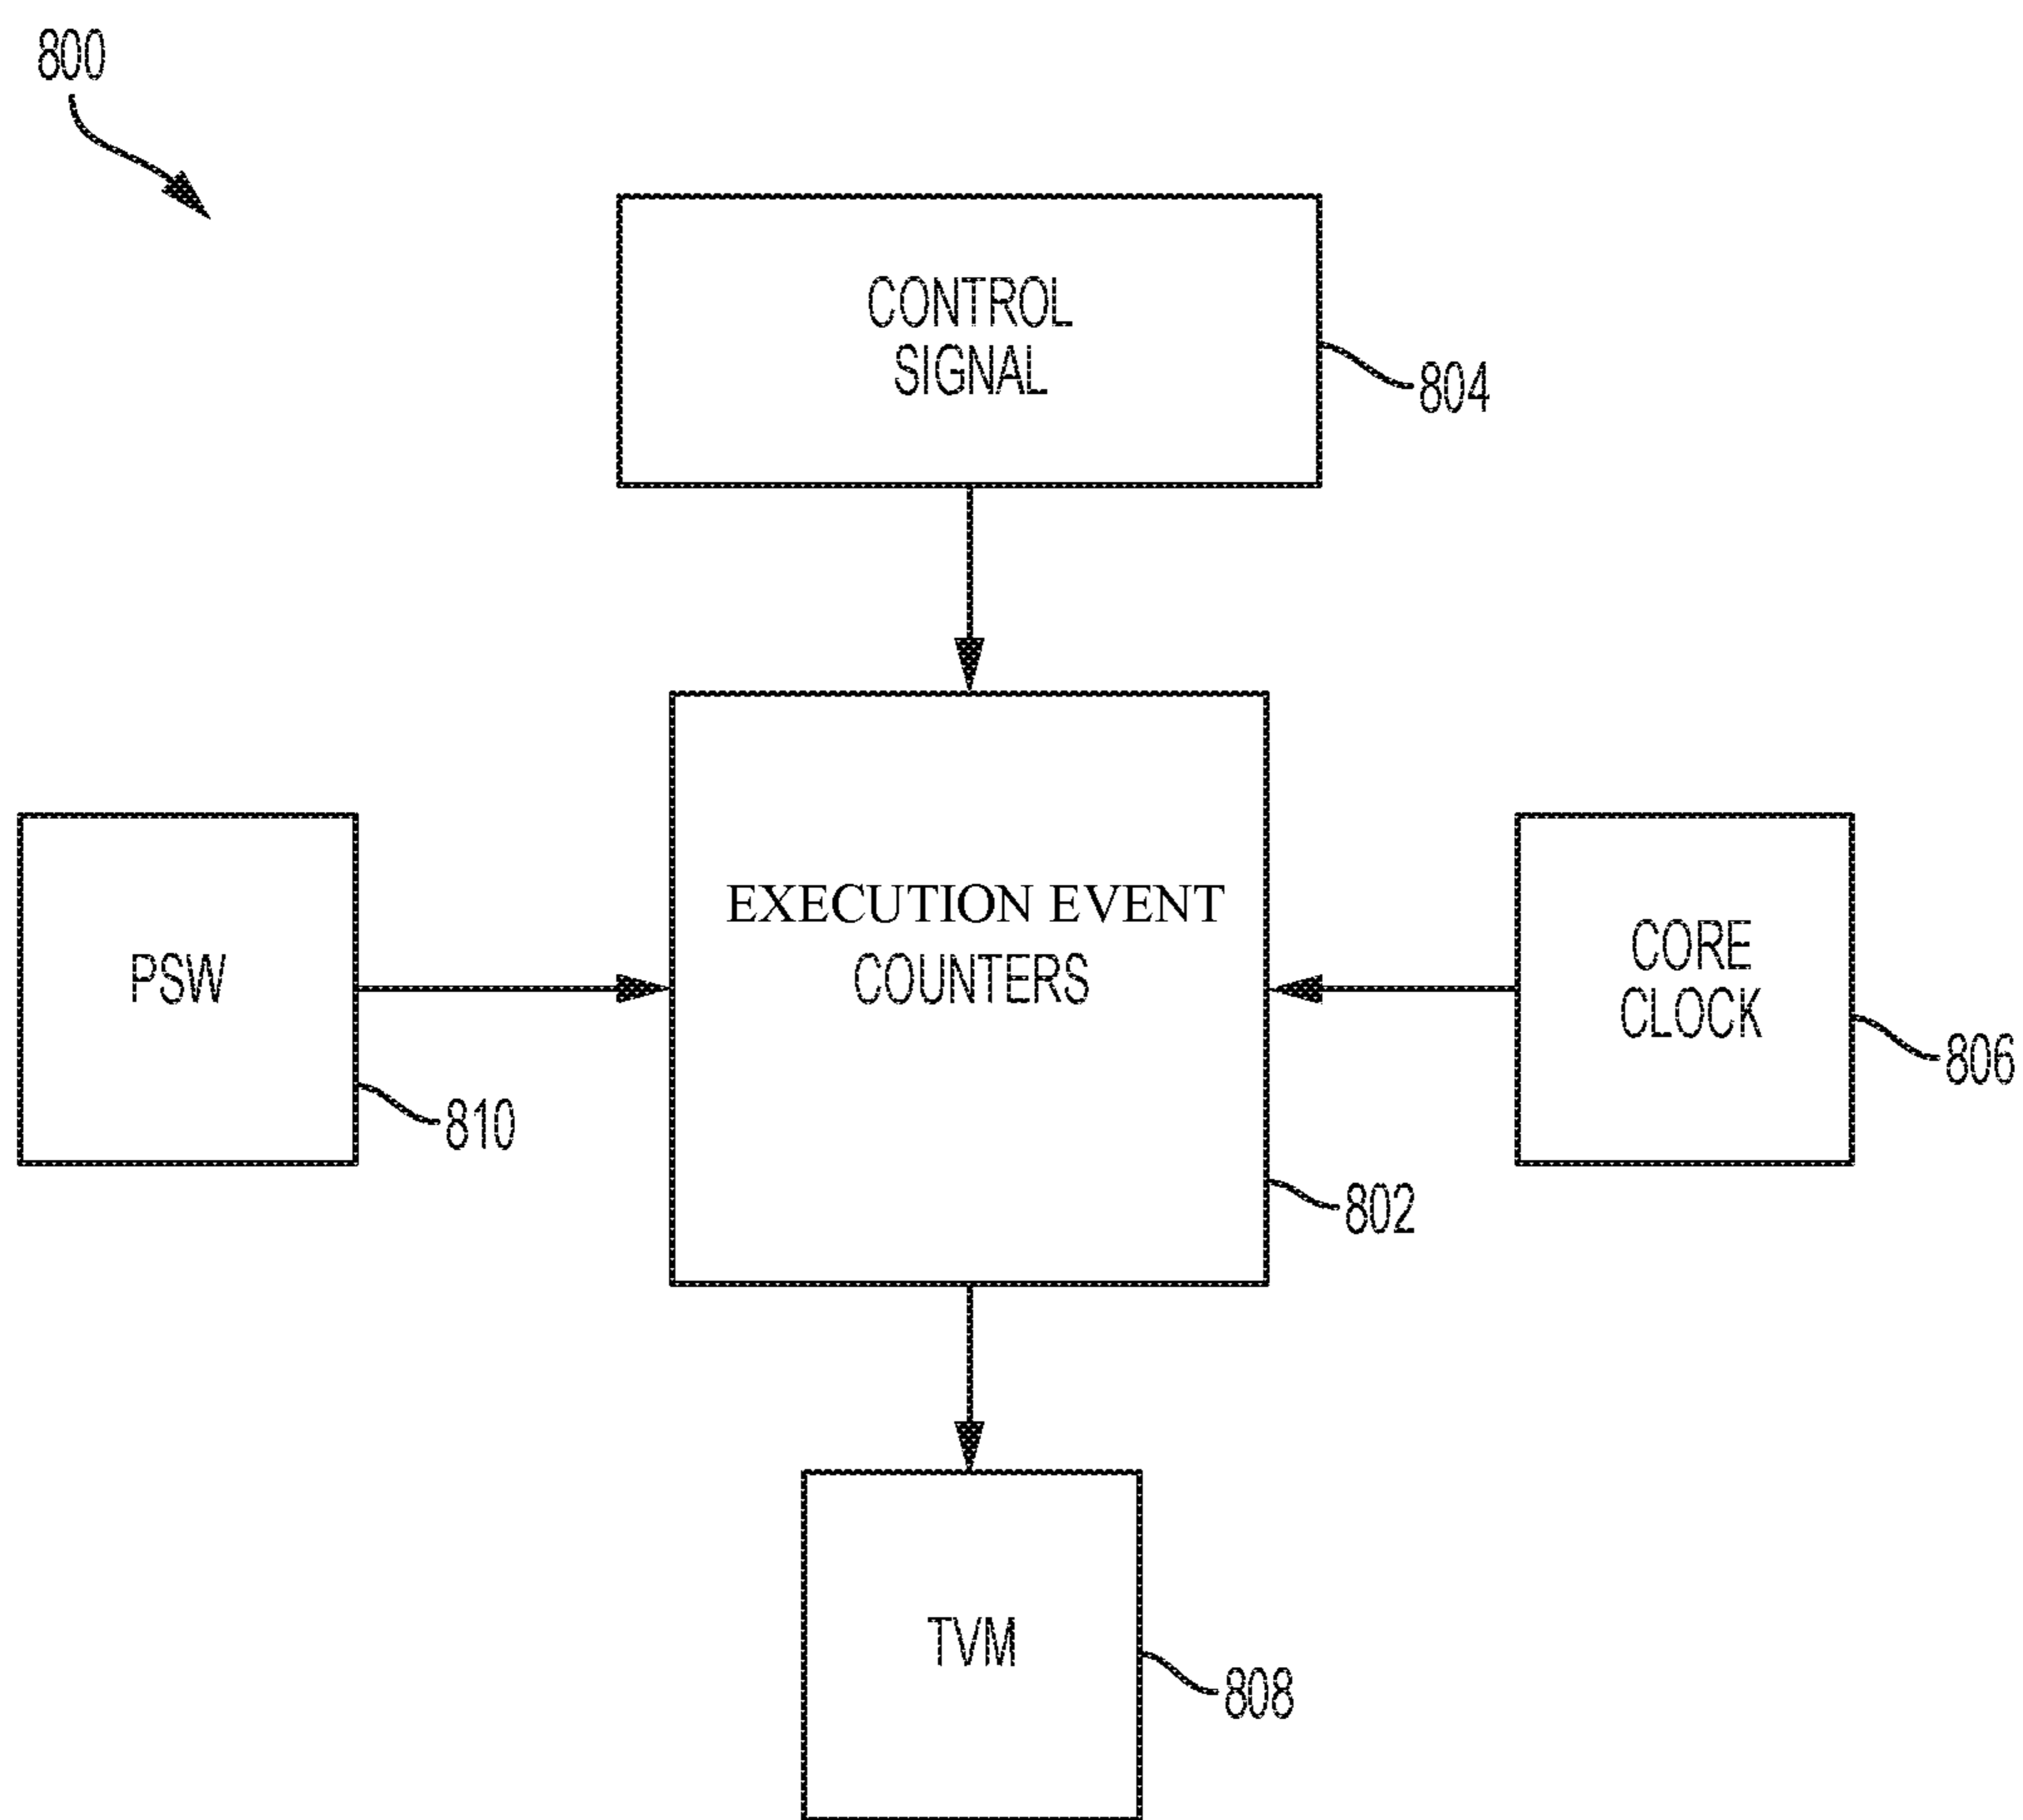 800
CONTROL
SIGNAL
804
EXECUTION EVENT
COUNTERS
PSW
810
CORE
CLOCK
806
802
TVM
808